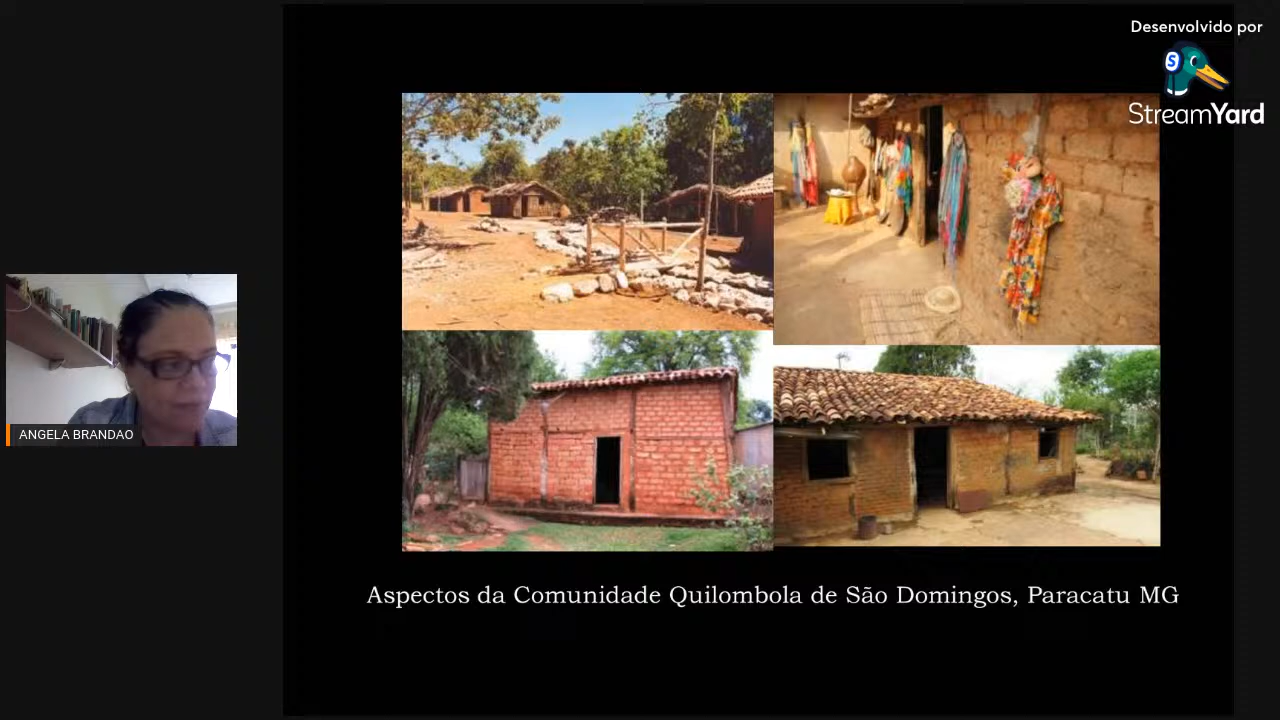 Desenvolvido por
S
StreamYard
ANGELA BRANDAO
Aspectos da Comunidade Quilombola de São Domingos, Paracatu MG